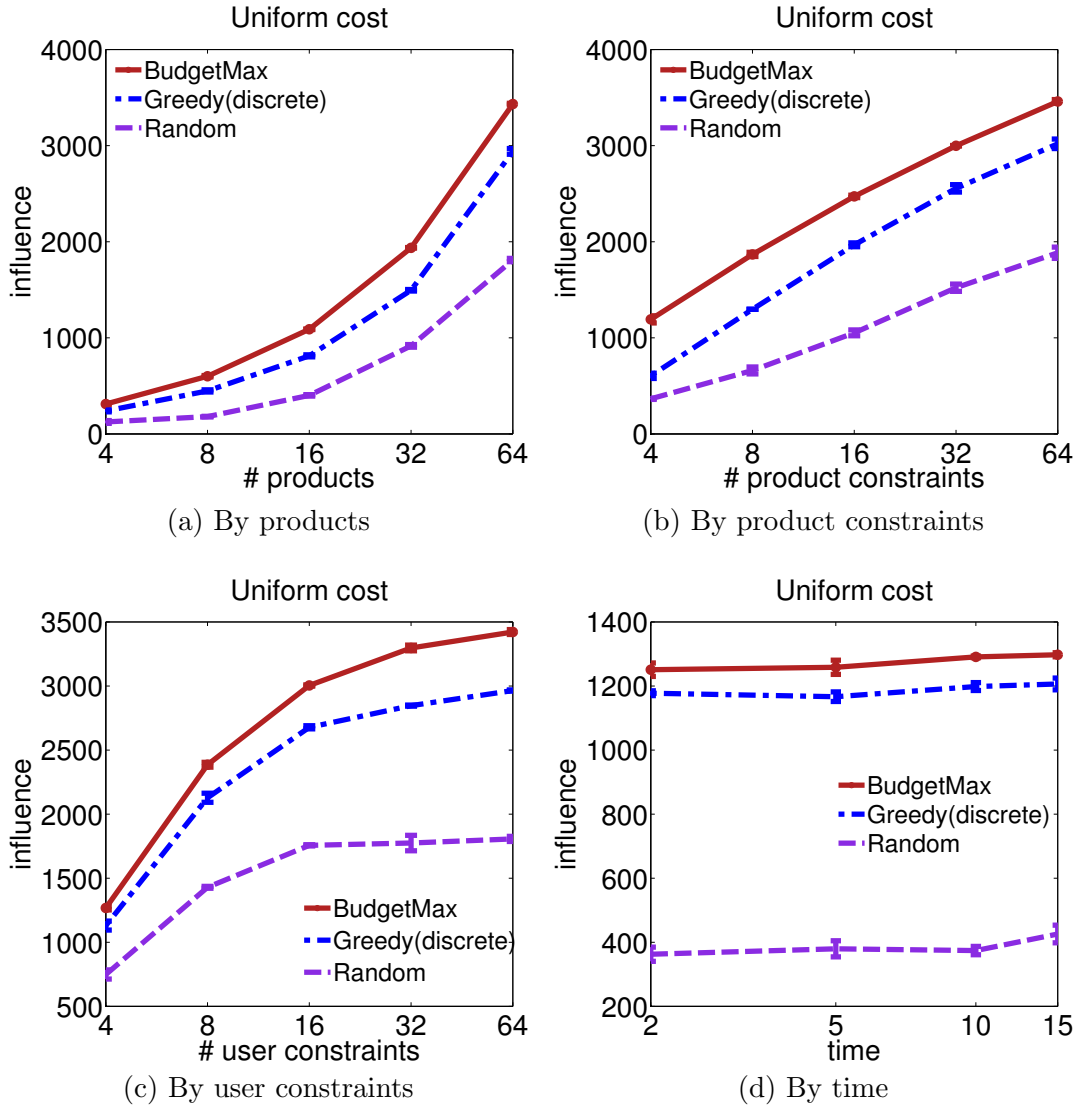 Uniform cost
4000
3000
2000
1000
0
influence
BudgetMax
Greedy(discrete)
Random
4 8 16 32 64
# products
(a) By products
Uniform cost
4000
3000
2000
1000
0
influence
BudgetMax
Greedy(discrete)
Random
4 8 16 32 64
# product constraints
(b) By product constraints
Uniform cost
3500
3000
2500
2000
1500
1000
500
influence
BudgetMax
Greedy(discrete)
Random
4 8 16 32 64
# user constraints
(c) By user constraints
Uniform cost
1400
1200
1000
800
600
400
200
influence
BudgetMax
Greedy(discrete)
Random
2 5 10 15
time
(d) By time